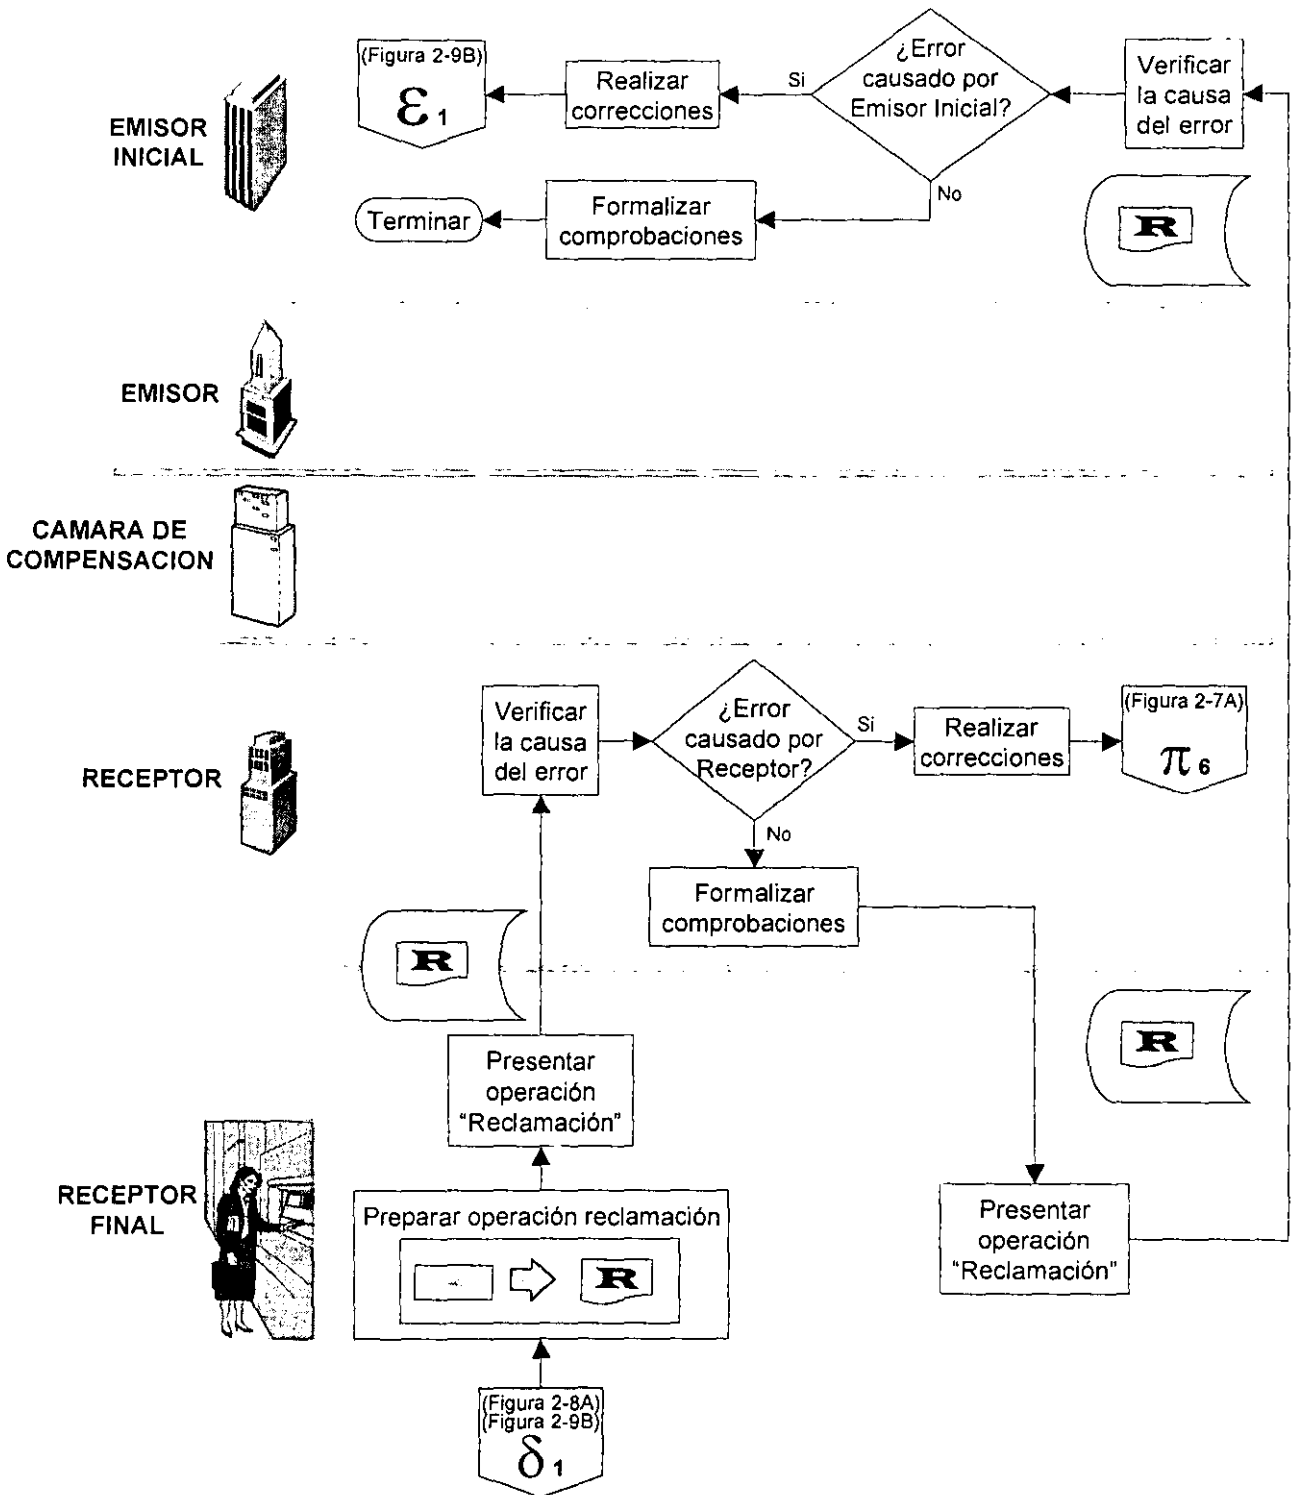 (Figura 2-9B)
ε 1
Realizar
correcciones
Si
¿Error
causado por
Emisor Inicial?
Verificar
la causa
del error
EMISOR
INICIAL
No
Terminar
Formalizar
comprobaciones
R
EMISOR
CAMARA DE
COMPENSACION
Verificar
la causa
del error
¿Error
causado por
Receptor?
Si
Realizar
correcciones
(Figura 2-7A)
π 6
RECEPTOR
No
Formalizar
comprobaciones
R
R
Presentar
operación
“Reclamación”
RECEPTOR
FINAL
Preparar operación reclamación
R
Presentar
operación
“Reclamación”
(Figura 2-8A)
(Figura 2-9B)
δ 1